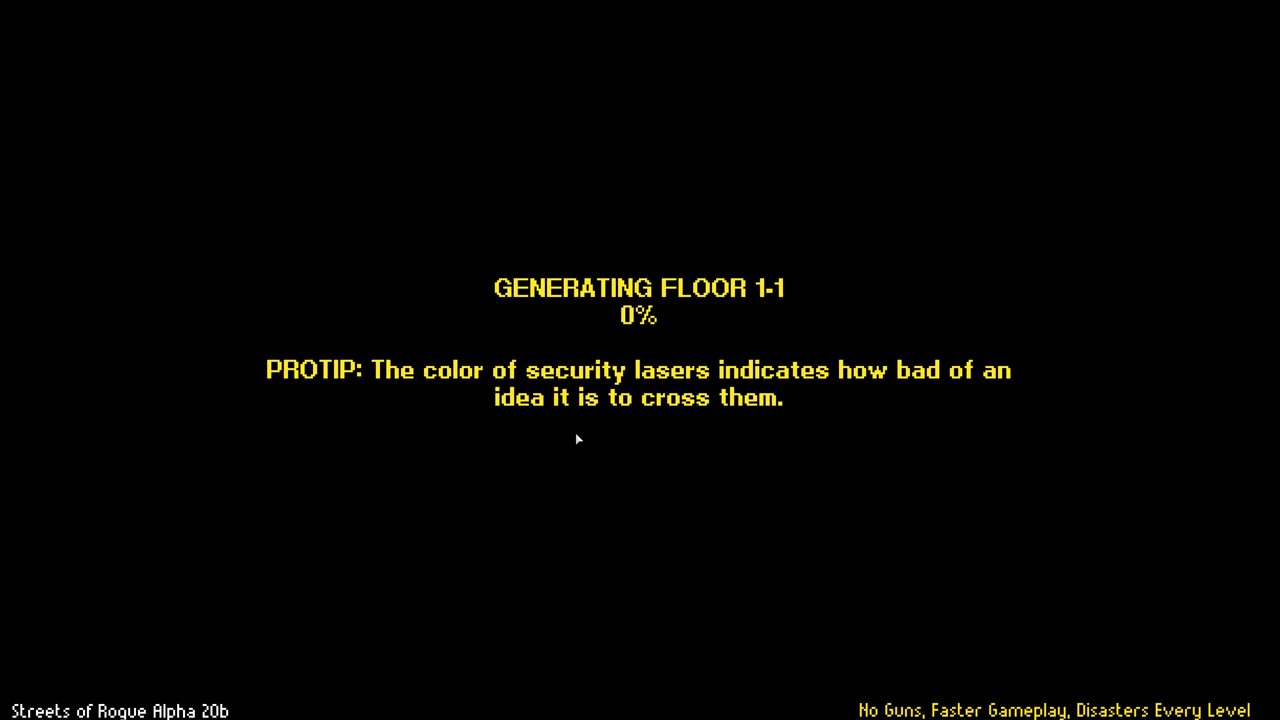 GENERATING FLOOR 1-1
0%
PROTIP: The color of security lasers indicates how bad of an
idea it is to cross them.
Streets of Rogue Alpha 20b
No Guns, Faster Gameplay, Disasters Every Level